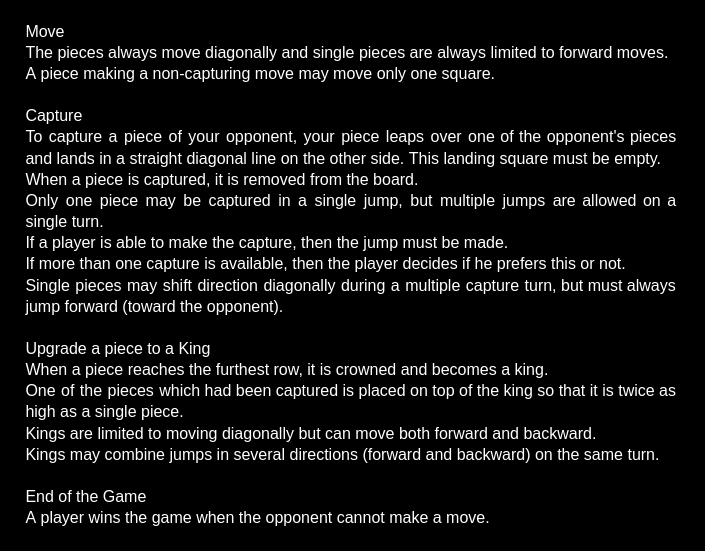 Move
The pieces always move diagonally and single pieces are always limited to forward moves.
A piece making a non-capturing move may move only one square.
Capture
To capture a piece of your opponent, your piece leaps over one of the opponent's pieces
and lands in a straight diagonal line on the other side. This landing square must be empty.
When a piece is captured, it is removed from the board.
Only one piece may be captured in a single jump, but multiple jumps are allowed on a
single turn.
If a player is able to make the capture, then the jump must be made.
If more than one capture is available, then the player decides if he prefers this or not.
Single pieces may shift direction diagonally during a multiple capture turn, but must always
jump forward (toward the opponent).
Upgrade a piece to a King
When a piece reaches the furthest row, it is crowned and becomes a king.
One of the pieces which had been captured is placed on top of the king so that it is twice as
high as a single piece.
Kings are limited to moving diagonally but can move both forward and backward.
Kings may combine jumps in several directions (forward and backward) on the same turn.
End of the Game
A player wins the game when the opponent cannot make a move.